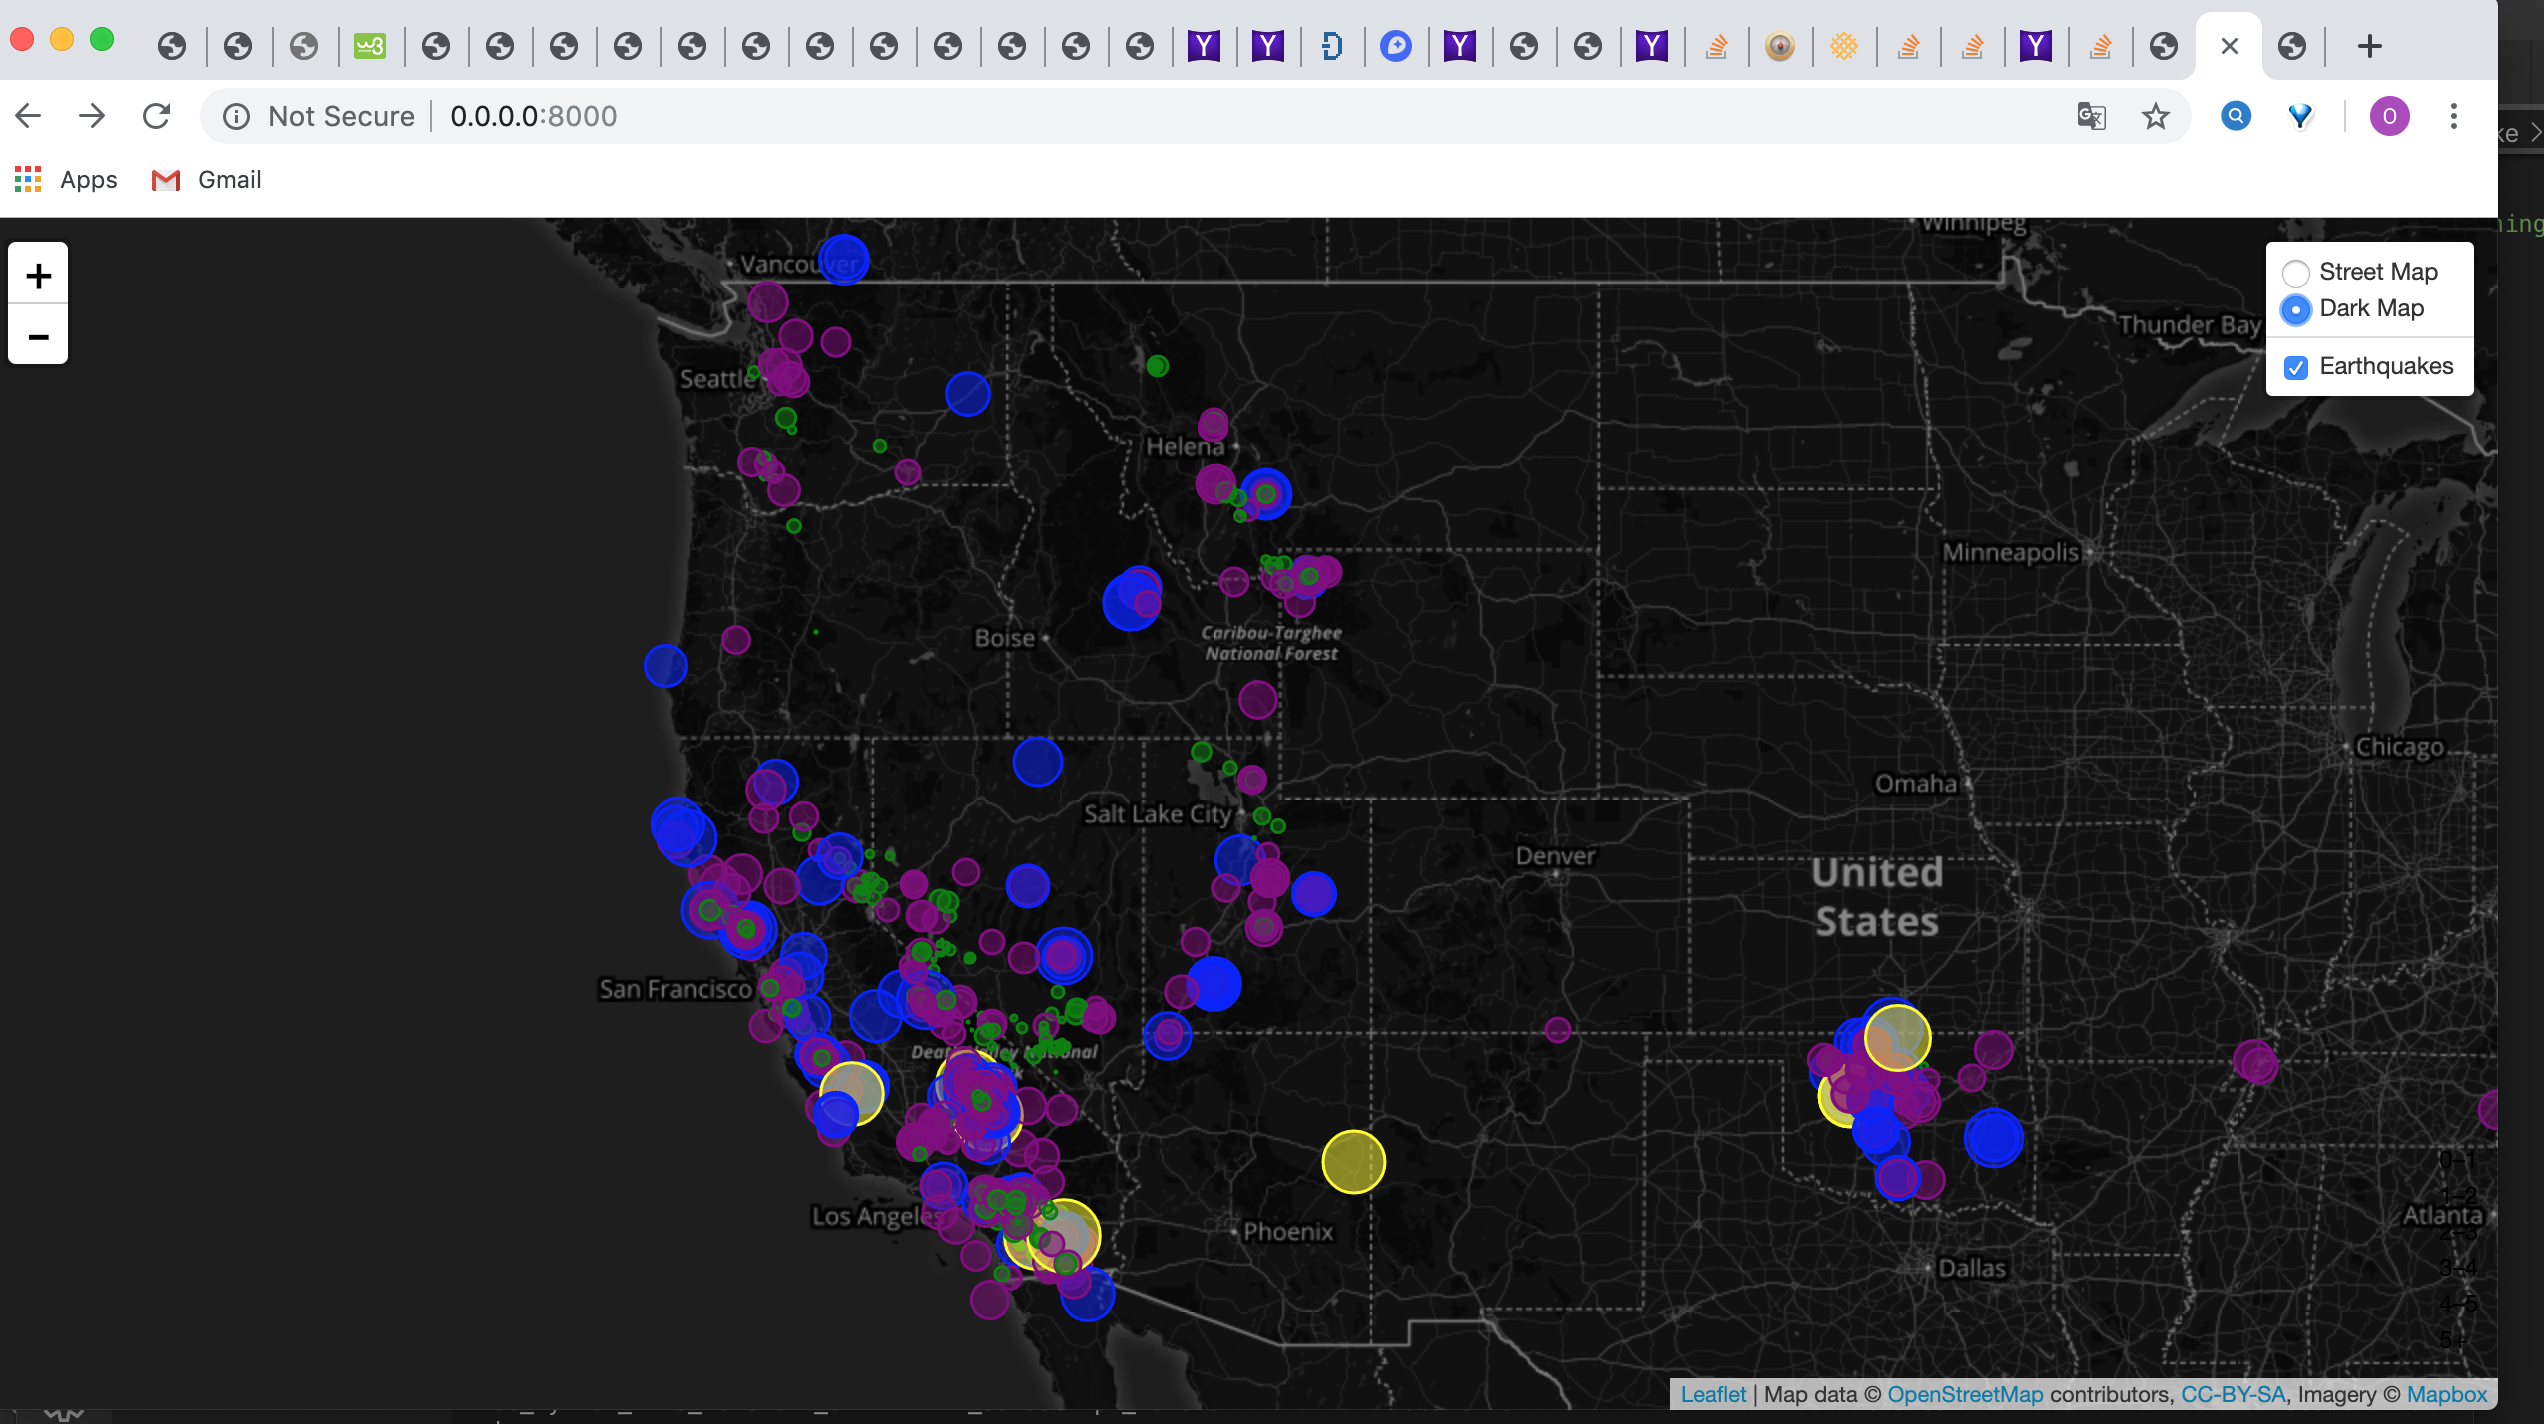 Not Secure | 0.0.0.0:8000
Apps
Gmail
ke >
ning
+
−
Street Map
Dark Map
Earthquakes
Winnipeg
Vancouver
Thunder Bay
Seattle
Helena
Minneapolis
Boise
Caribou-Targhee
National Forest
Chicago
Omaha
Salt Lake City
Denver
United
States
San Francisco
Death Valley National
Los Angeles
Phoenix
Atlanta
Dallas
0–1
1–2
2–3
3–4
4–5
5+
Leaflet | Map data © OpenStreetMap contributors, CC-BY-SA, Imagery © Mapbox